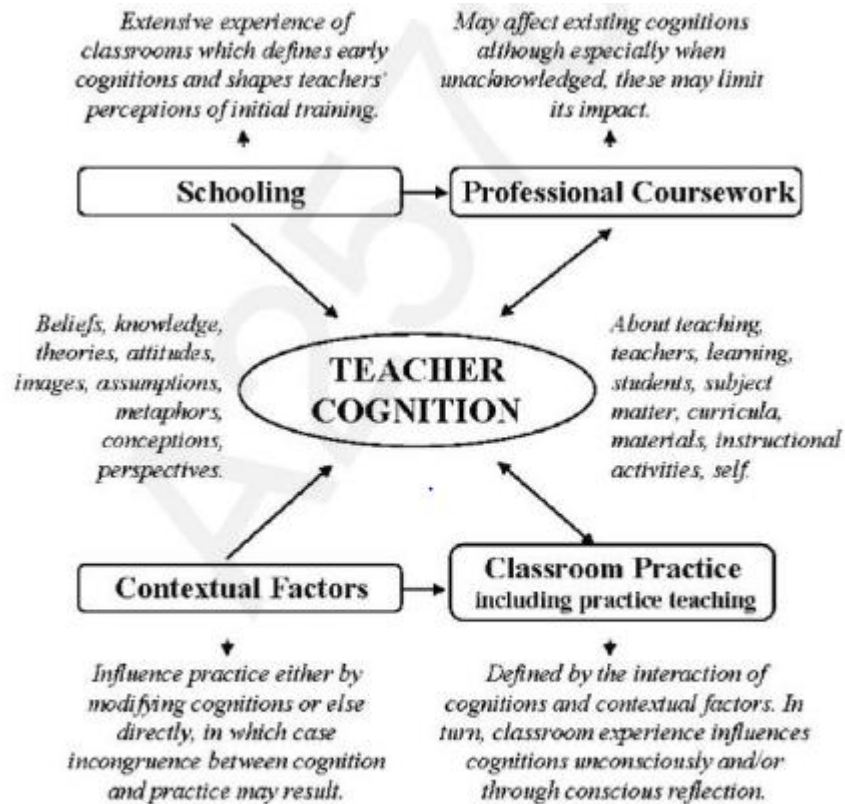 Extensive experience of
classrooms which defines early
cognitions and shapes teachers'
perceptions of initial training.
May affect existing cognitions
although especially when
unacknowledged, these may limit
its impact.
Schooling
Professional Coursework
Beliefs, knowledge,
theories, attitudes,
images, assumptions,
metaphors,
conceptions,
perspectives.
TEACHER
COGNITION
About teaching,
teachers, learning,
students, subject
matter, curricula,
materials, instructional
activities, self.
Contextual Factors
Classroom Practice
including practice teaching
Influence practice either by
modifying cognitions or else
directly, in which case
incongruence between cognition
and practice may result.
Defined by the interaction of
cognitions and contextual factors. In
turn, classroom experience influences
cognitions unconsciously and/or
through conscious reflection.